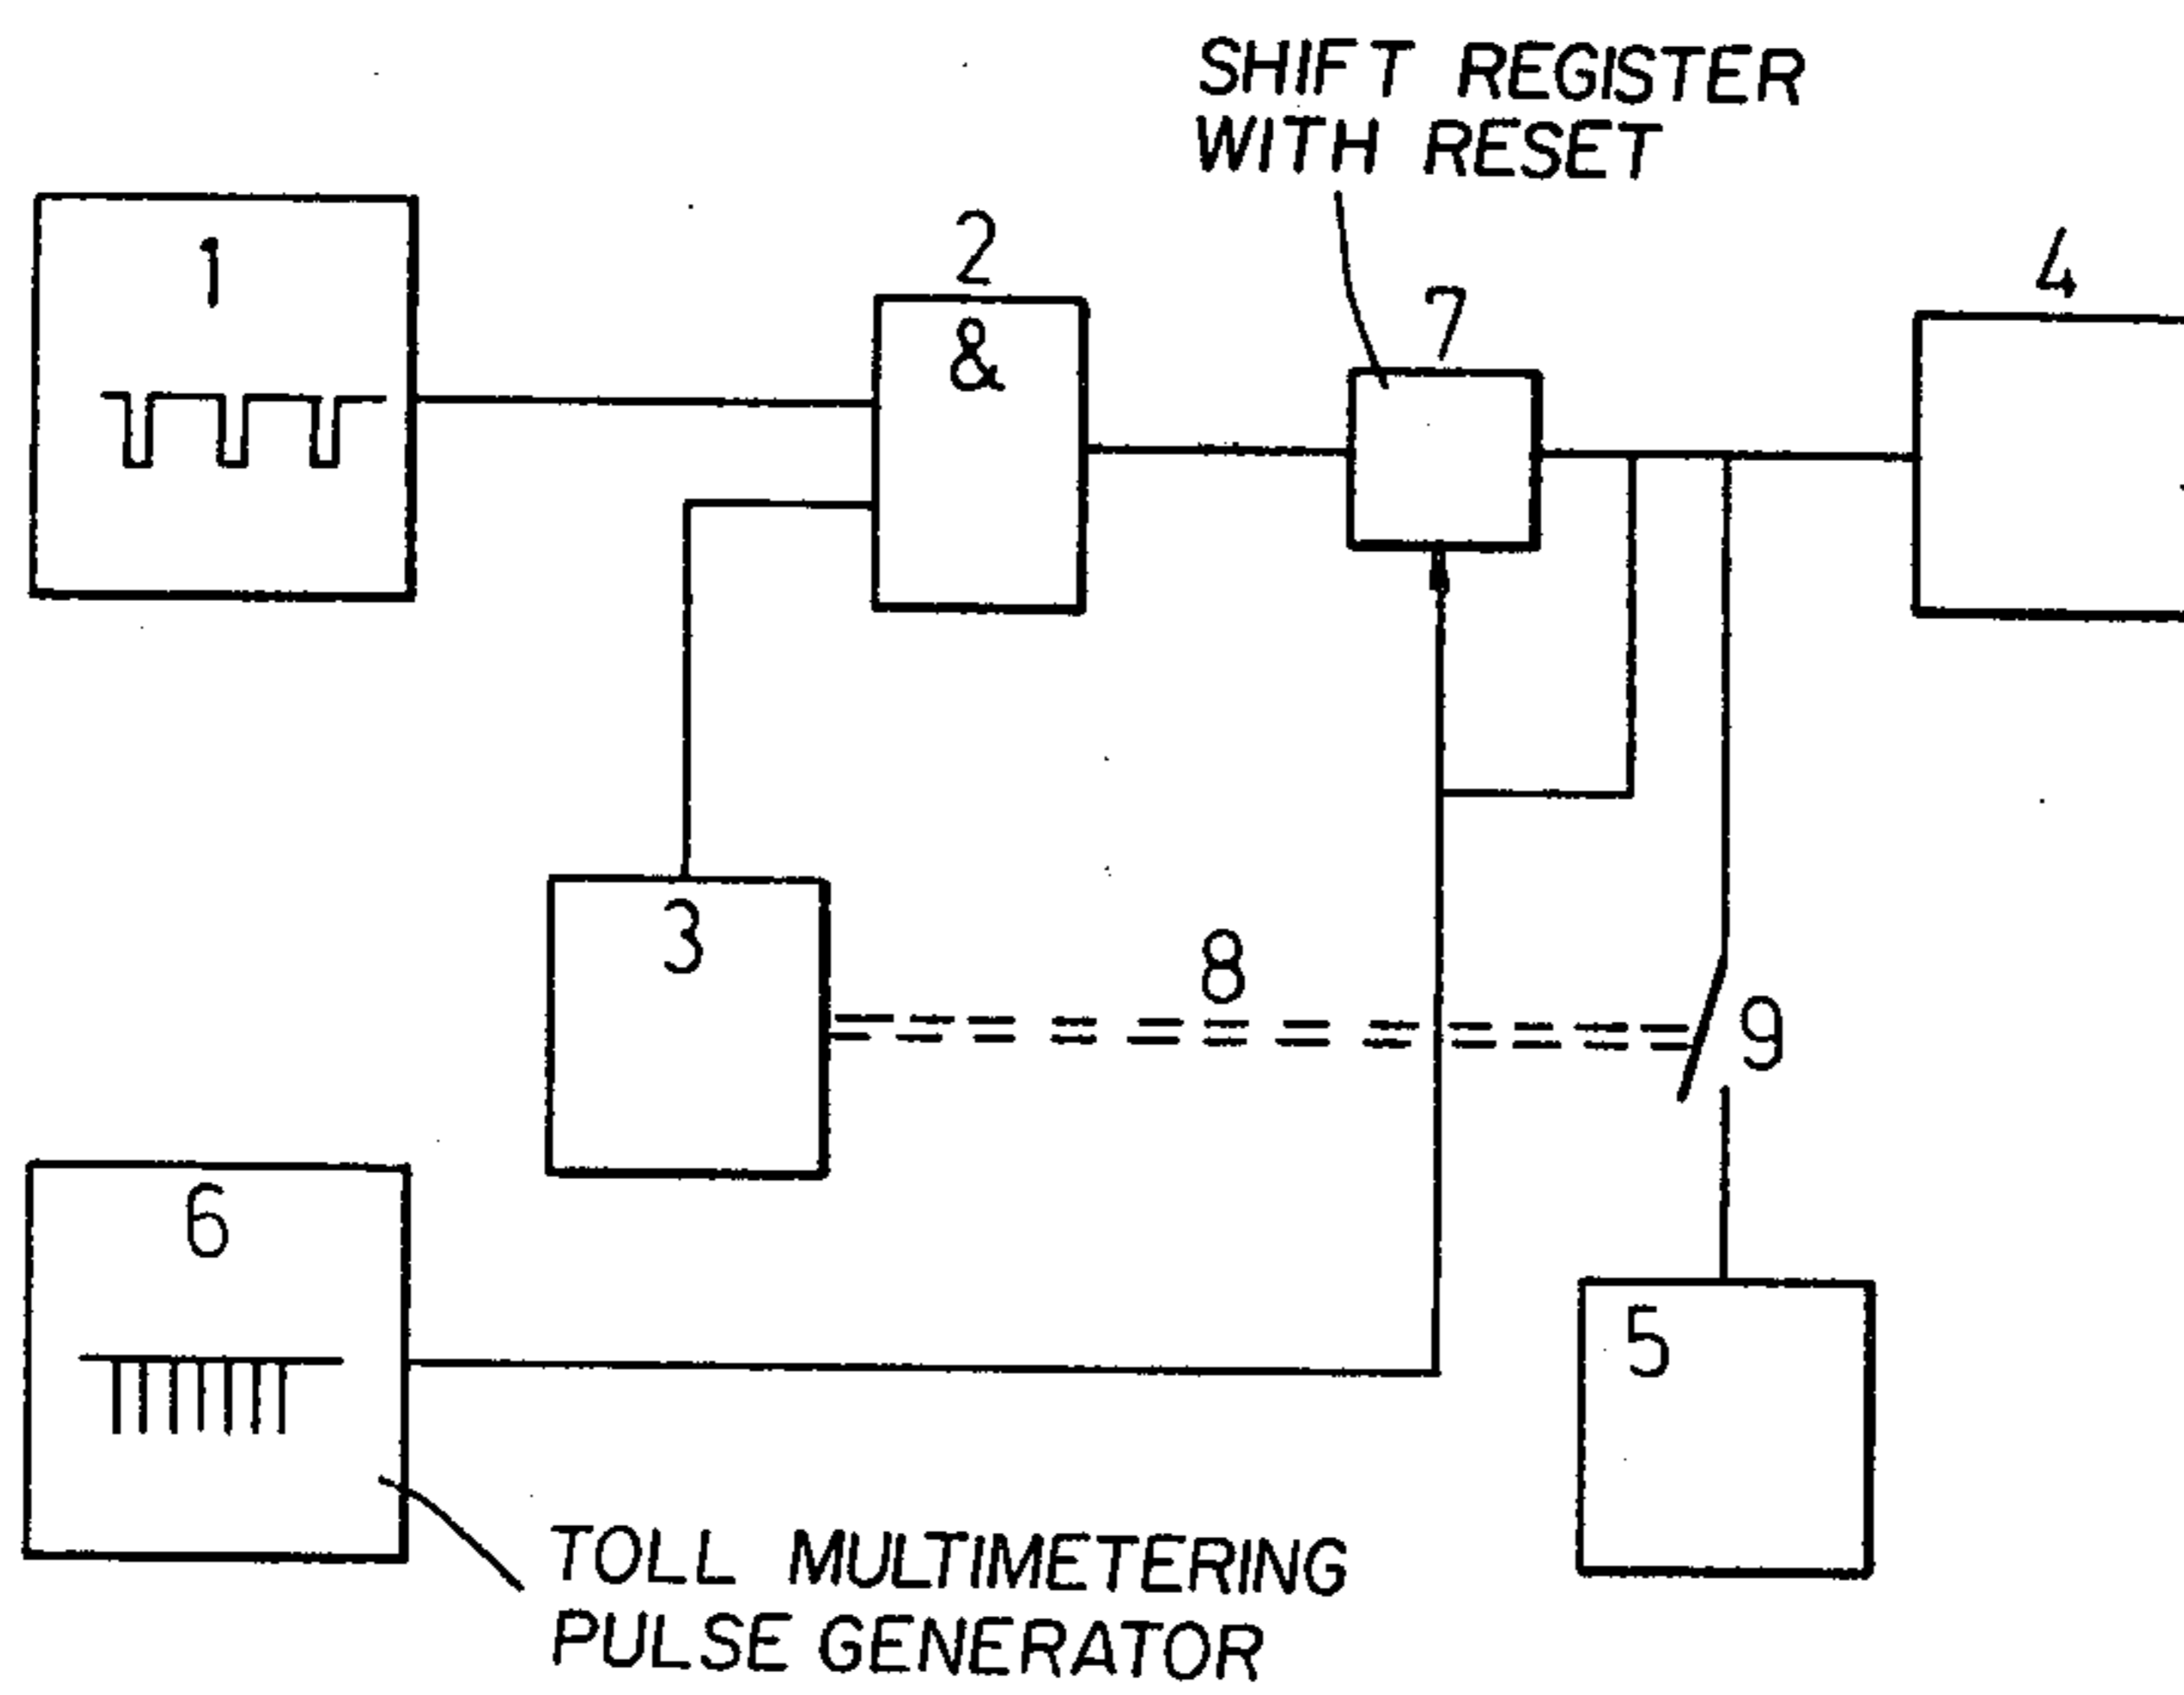 SHIFT REGISTER
WITH RESET
1
2
&
7
4
3
8
9
6
5
TOLL MULTIMETERING
PULSE GENERATOR